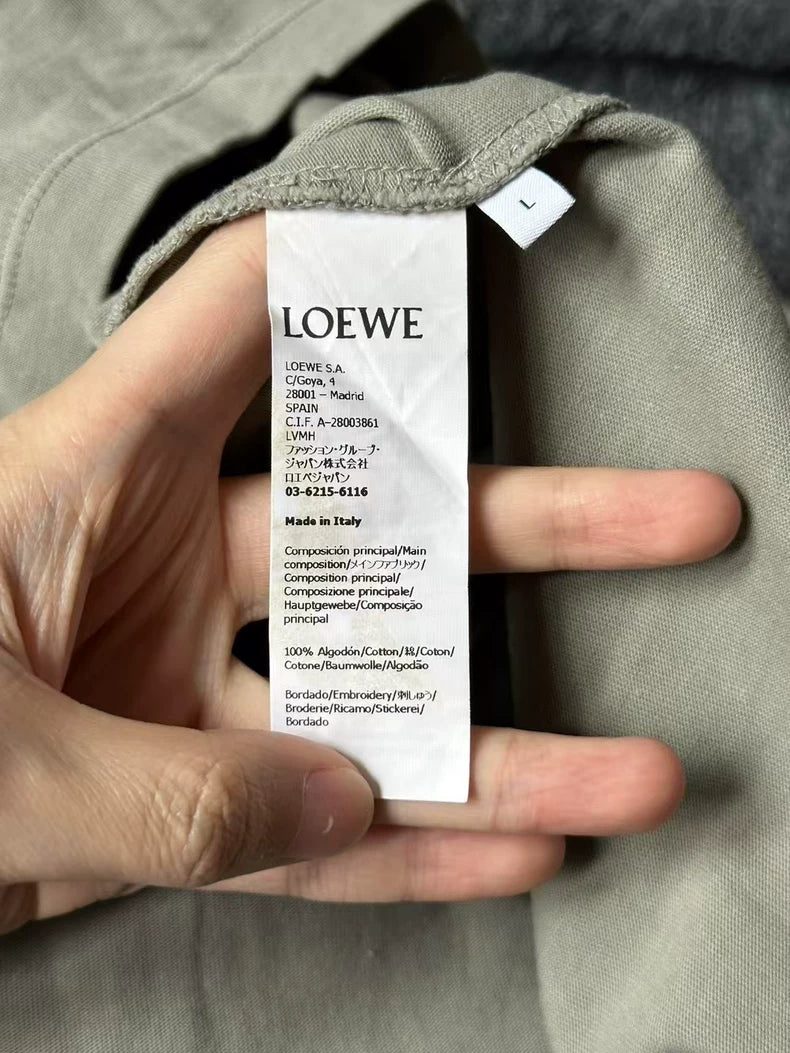 L
LOEWE
LOEWE S.A.
C/Goya, 4
28001 – Madrid
SPAIN
C.I.F. A-28003861
LVMH
ファッション・グループ・
ジャパン株式会社
ロエベジャパン
03-6215-6116
Made in Italy
Composición principal/Main
composition/メインファブリック/
Composition principal/
Composizione principale/
Hauptgewebe/Composição
principal
100% Algodón/Cotton/綿/Coton/
Cotone/Baumwolle/Algodão
Bordado/Embroidery/刺しゅう/
Broderie/Ricamo/Stickerei/
Bordado